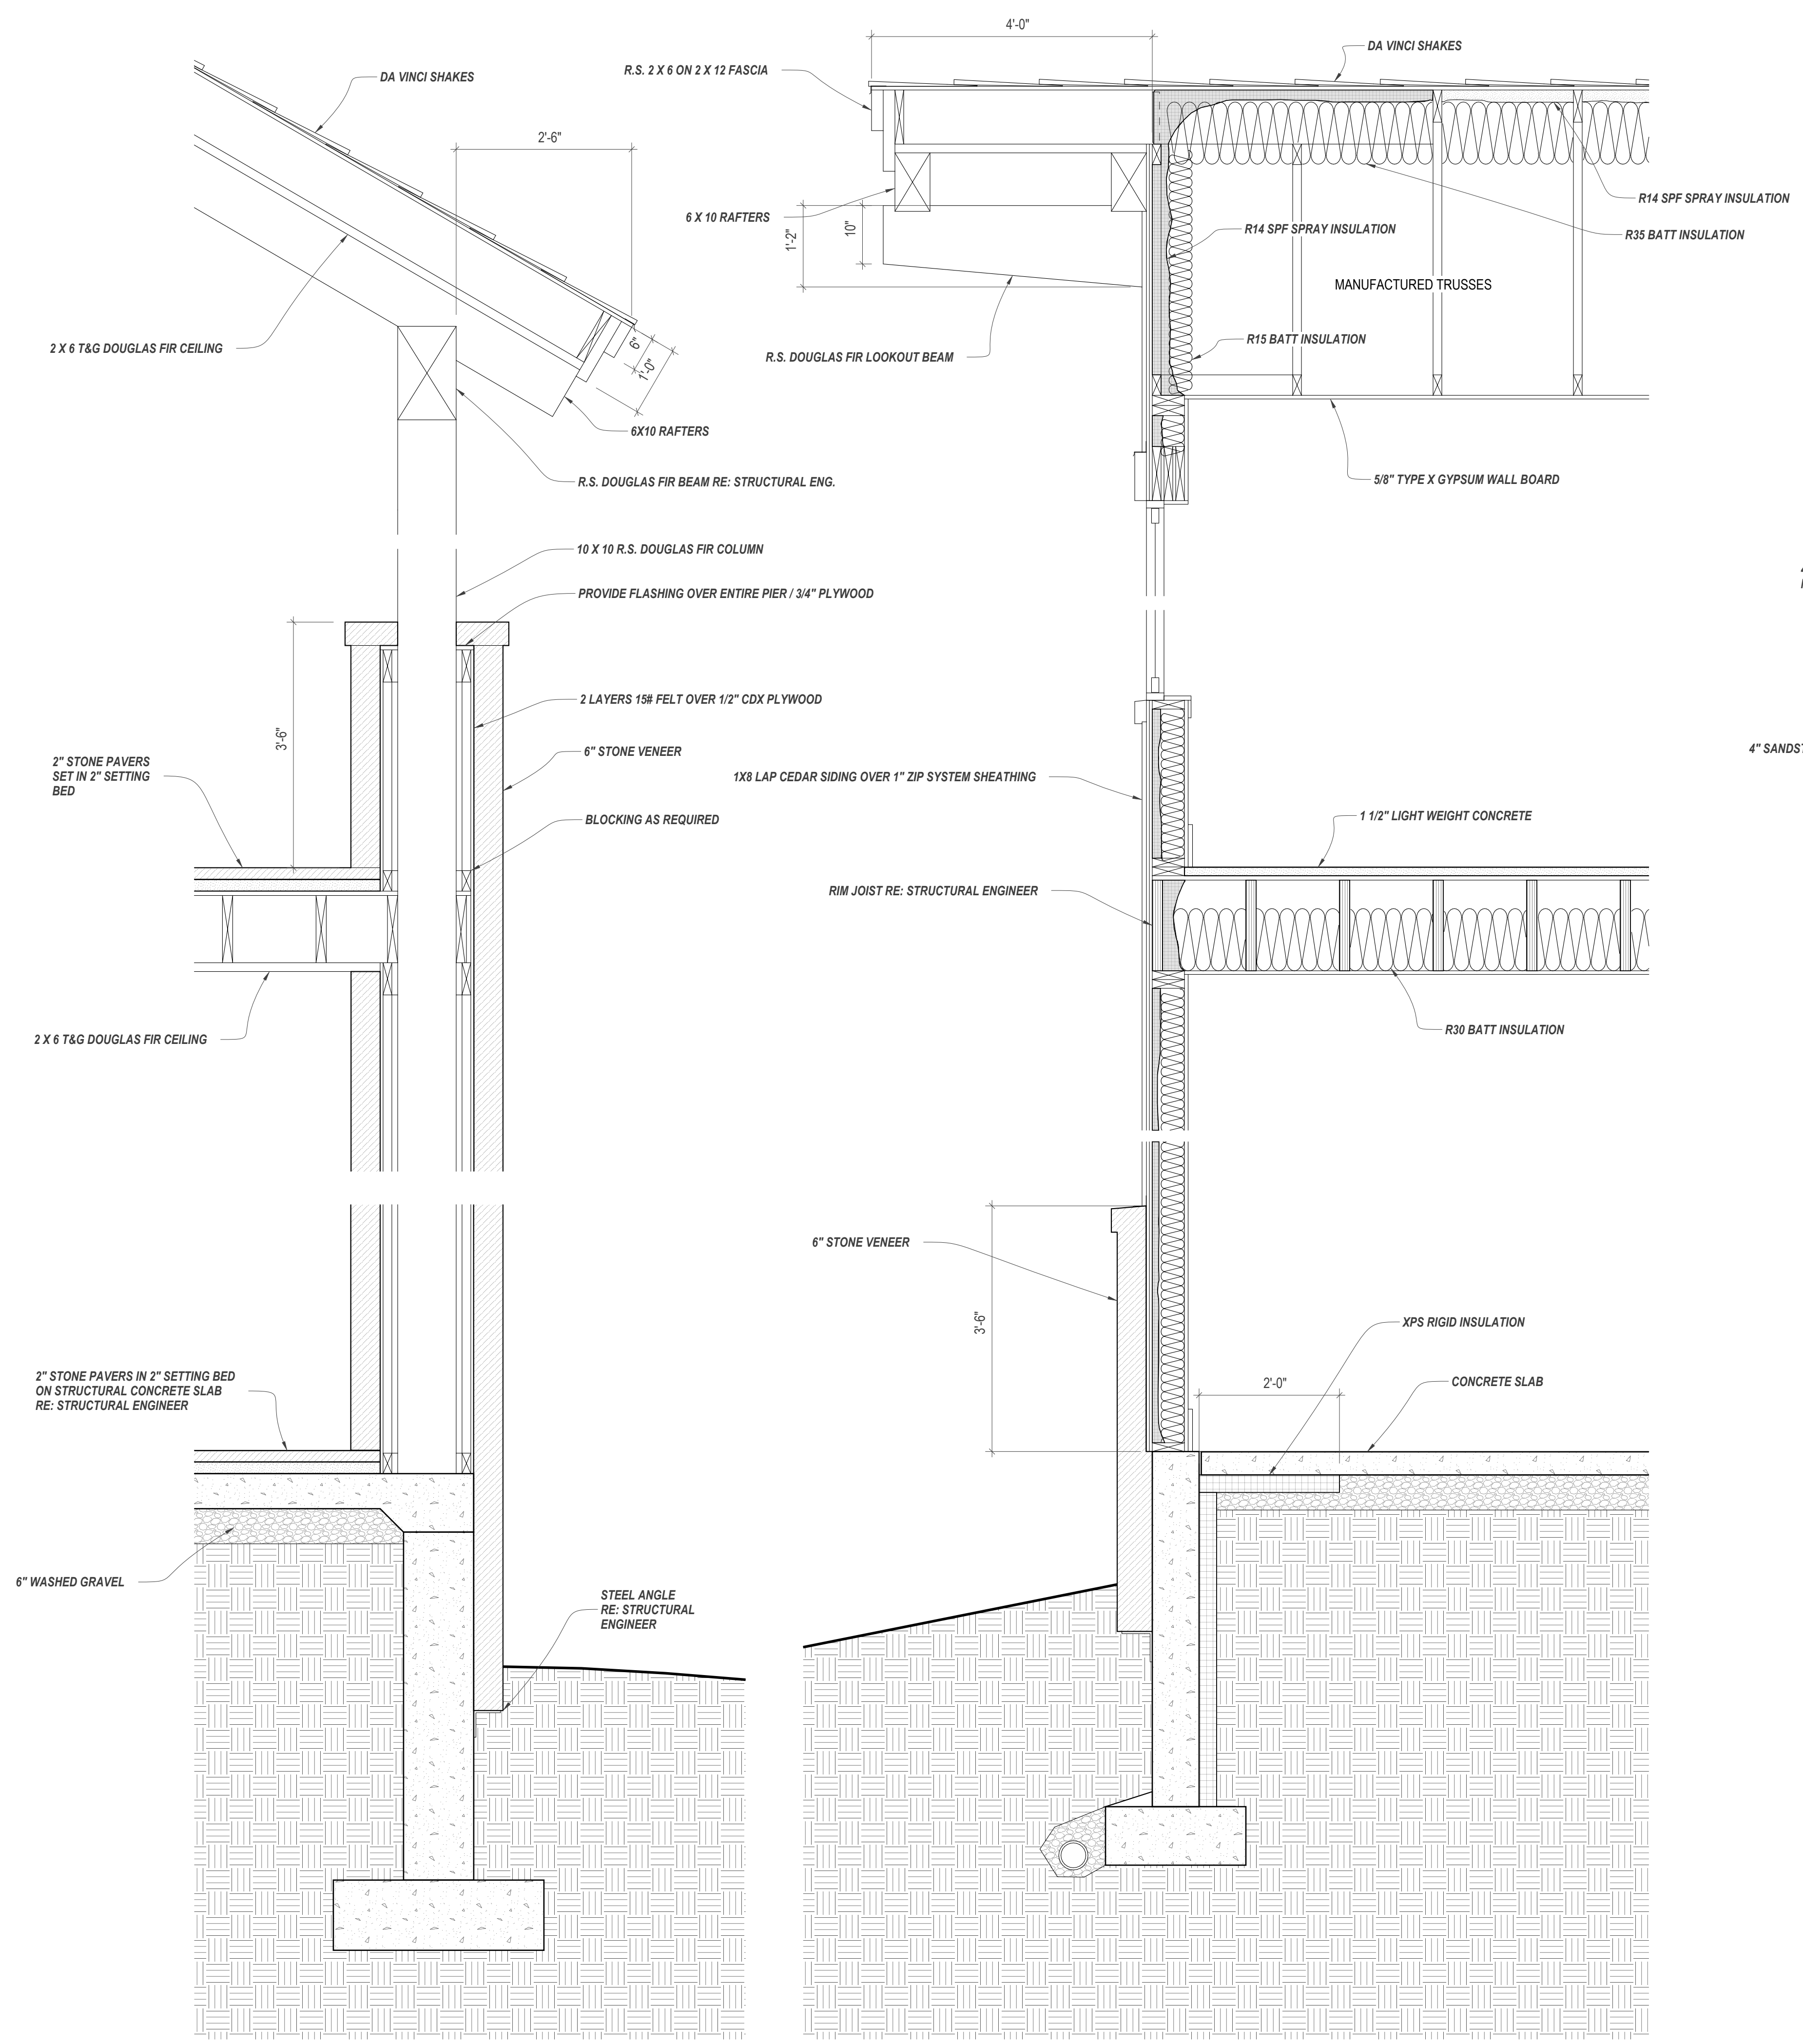 DA VINCI SHAKES
2'-6"
2 X 6 T&G DOUGLAS FIR CEILING
6"
1'-0"
6X10 RAFTERS
R.S. DOUGLAS FIR BEAM RE: STRUCTURAL ENG.
10 X 10 R.S. DOUGLAS FIR COLUMN
PROVIDE FLASHING OVER ENTIRE PIER / 3/4" PLYWOOD
3'-6"
2 LAYERS 15# FELT OVER 1/2" CDX PLYWOOD
6" STONE VENEER
2" STONE PAVERS
SET IN 2" SETTING
BED
BLOCKING AS REQUIRED
2 X 6 T&G DOUGLAS FIR CEILING
2" STONE PAVERS IN 2" SETTING BED
ON STRUCTURAL CONCRETE SLAB
RE: STRUCTURAL ENGINEER
6" WASHED GRAVEL
STEEL ANGLE
RE: STRUCTURAL
ENGINEER
4'-0"
DA VINCI SHAKES
R.S. 2 X 6 ON 2 X 12 FASCIA
R14 SPF SPRAY INSULATION
6 X 10 RAFTERS
1'-2"
10"
R14 SPF SPRAY INSULATION
R35 BATT INSULATION
MANUFACTURED TRUSSES
R15 BATT INSULATION
R.S. DOUGLAS FIR LOOKOUT BEAM
5/8" TYPE X GYPSUM WALL BOARD
4" SANDST
1X8 LAP CEDAR SIDING OVER 1" ZIP SYSTEM SHEATHING
1 1/2" LIGHT WEIGHT CONCRETE
RIM JOIST RE: STRUCTURAL ENGINEER
R30 BATT INSULATION
6" STONE VENEER
3'-6"
XPS RIGID INSULATION
2'-0"
CONCRETE SLAB